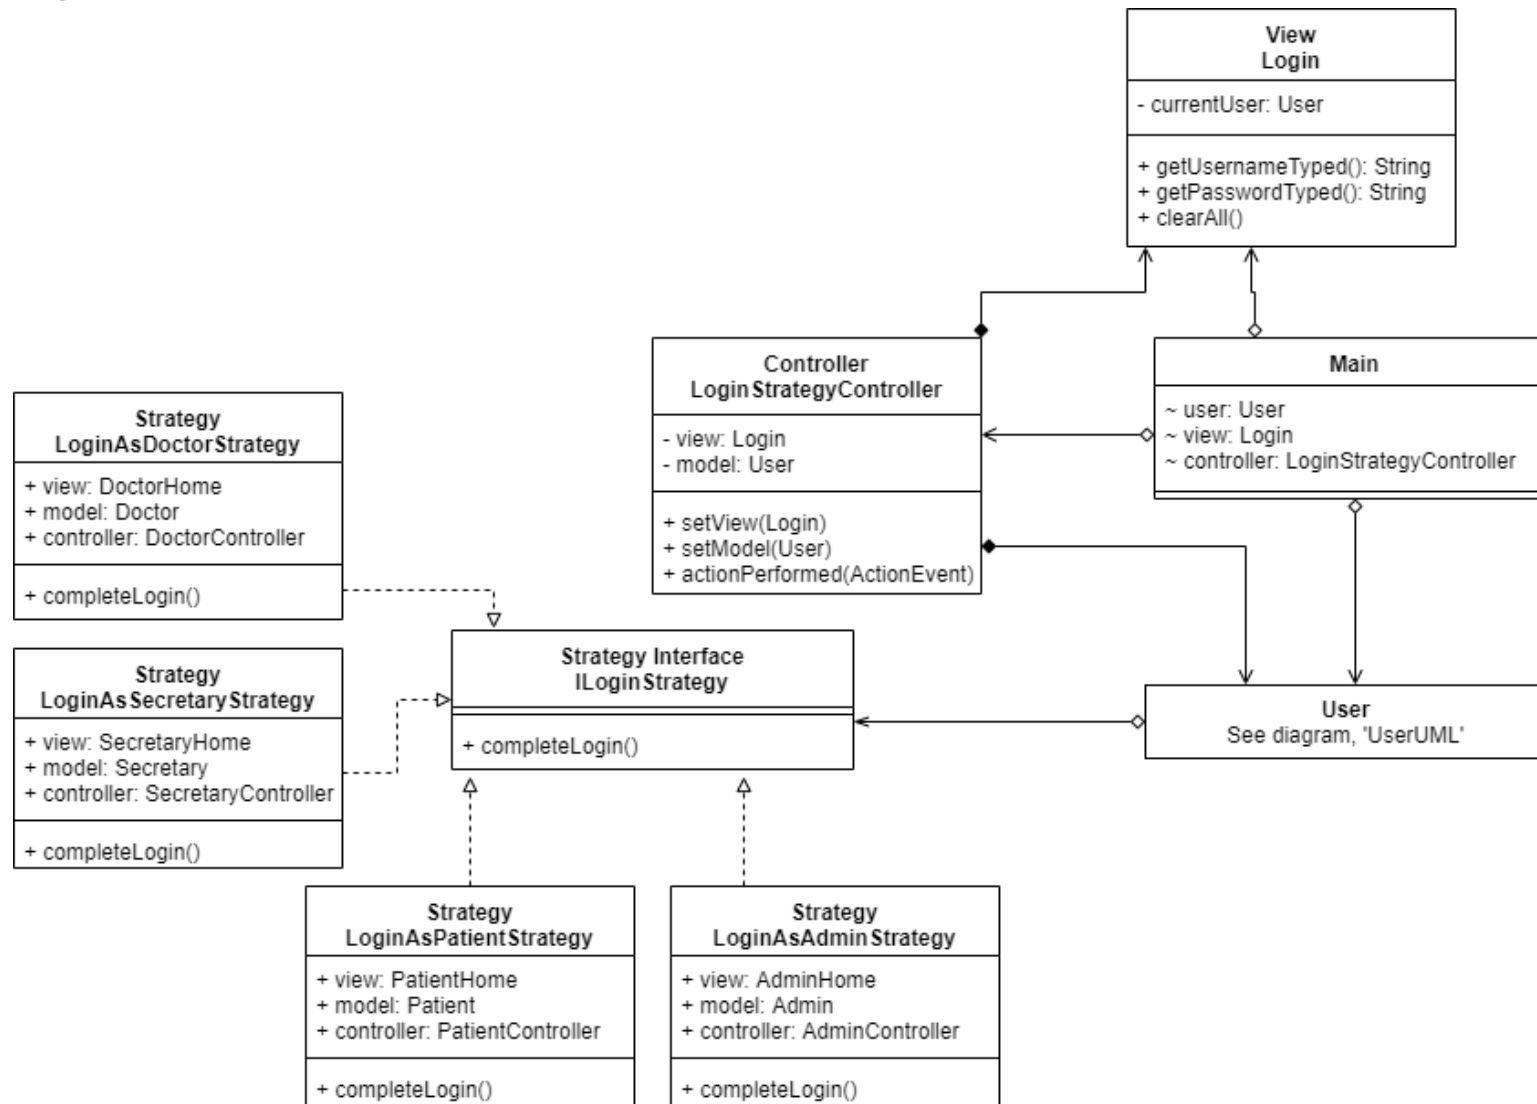 View
Login
- currentUser: User
+ getUsernameTyped(): String
+ getPasswordTyped(): String
+ clearAll()
Controller
LoginStrategyController
- view: Login
- model: User
+ setView(Login)
+ setModel(User)
+ actionPerformed(ActionEvent)
Main
~ user: User
~ view: Login
~ controller: LoginStrategyController
Strategy
LoginAsDoctorStrategy
+ view: DoctorHome
+ model: Doctor
+ controller: DoctorController
+ completeLogin()
Strategy
LoginAsSecretaryStrategy
+ view: SecretaryHome
+ model: Secretary
+ controller: SecretaryController
+ completeLogin()
Strategy Interface
ILoginStrategy
+ completeLogin()
User
See diagram, 'UserUML'
Strategy
LoginAsPatientStrategy
+ view: PatientHome
+ model: Patient
+ controller: PatientController
+ completeLogin()
Strategy
LoginAsAdminStrategy
+ view: AdminHome
+ model: Admin
+ controller: AdminController
+ completeLogin()